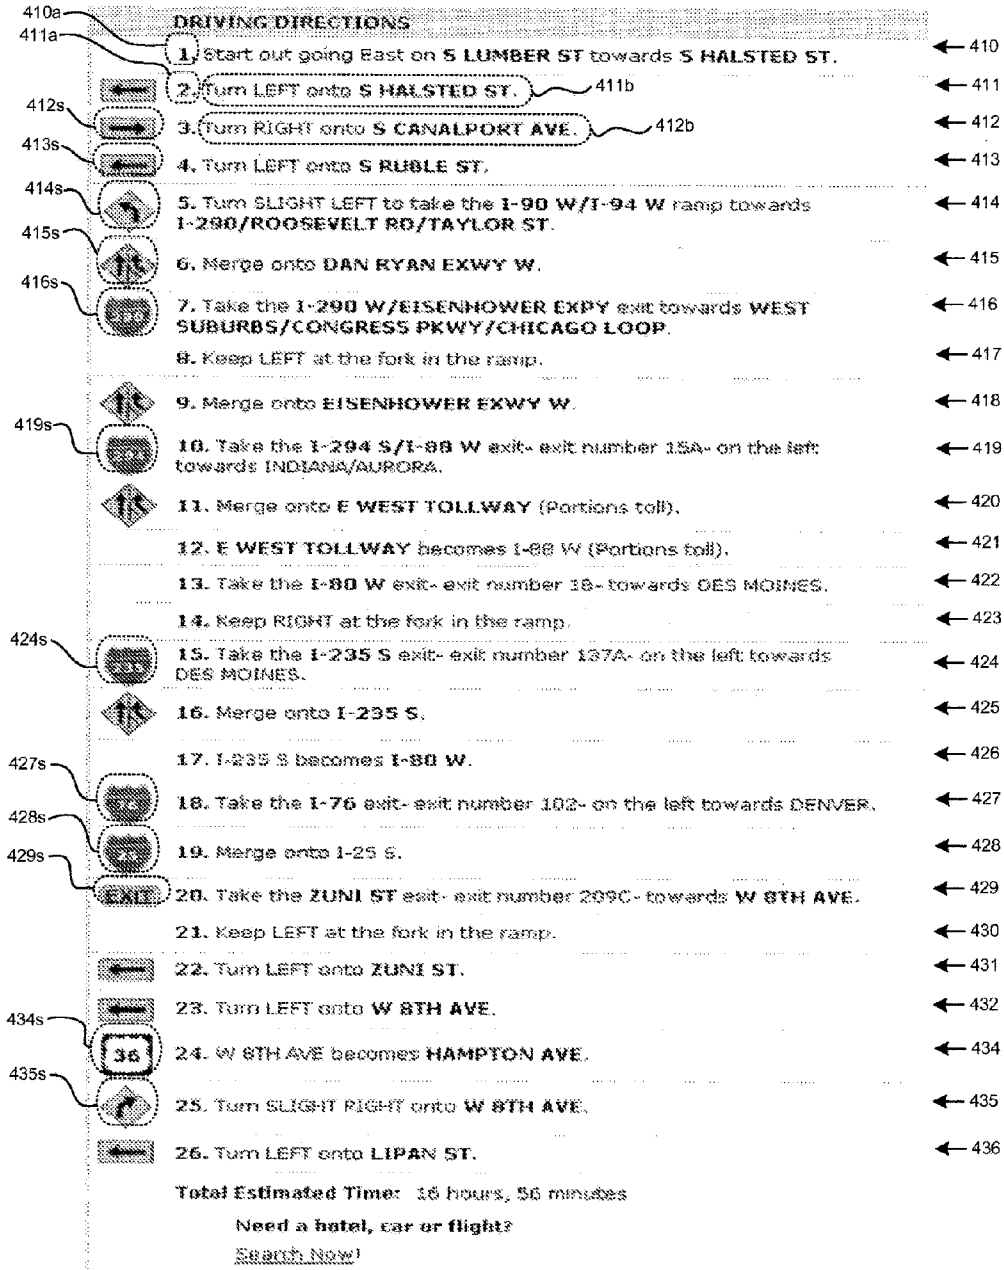 410a
DRIVING DIRECTIONS
411a
1. Start out going East on S LUMBER ST towards S HALSTED ST.
410
2. Turn LEFT onto S HALSTED ST.
411b
411
412s
3. Turn RIGHT onto S CANALPORT AVE.
412b
412
413s
4. Turn LEFT onto S RUBLE ST.
413
414s
5. Turn SLIGHT LEFT to take the I-90 W/I-94 W ramp towards
I-290/ROOSEVELT RD/TAYLOR ST.
414
415s
6. Merge onto DAN RYAN EXWY W.
415
416s
7. Take the I-290 W/EISENHOWER EXPY exit towards WEST
SUBURBS/CONGRESS PKWY/CHICAGO LOOP.
416
8. Keep LEFT at the fork in the ramp.
417
9. Merge onto EISENHOWER EXWY W.
418
419s
10. Take the I-294 S/I-88 W exit- exit number 15A- on the left
towards INDIANA/AURORA.
419
11. Merge onto E WEST TOLLWAY (Portions toll).
420
12. E WEST TOLLWAY becomes I-88 W (Portions toll).
421
13. Take the I-80 W exit- exit number 18- towards DES MOINES.
422
14. Keep RIGHT at the fork in the ramp.
423
424s
15. Take the I-235 S exit- exit number 137A- on the left towards
DES MOINES.
424
16. Merge onto I-235 S.
425
17. I-235 S becomes I-80 W.
426
427s
18. Take the I-76 exit- exit number 102- on the left towards DENVER.
427
428s
25
19. Merge onto I-25 S.
428
429s
EXIT
20. Take the ZUNI ST exit- exit number 209C- towards W 8TH AVE.
429
21. Keep LEFT at the fork in the ramp.
430
22. Turn LEFT onto ZUNI ST.
431
23. Turn LEFT onto W 8TH AVE.
432
434s
36
24. W 8TH AVE becomes HAMPTON AVE.
434
435s
25. Turn SLIGHT RIGHT onto W 8TH AVE.
435
26. Turn LEFT onto LIPAN ST.
436
Total Estimated Time: 16 hours, 56 minutes
Need a hotel, car or flight?
Search Now!